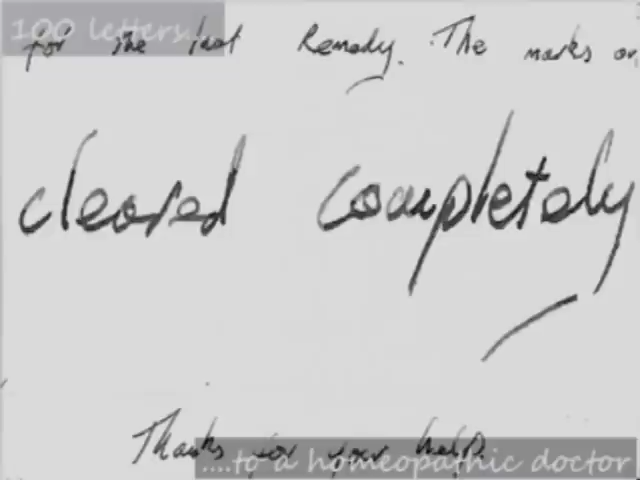 100 letters...
for the last Remedy. The marks on
cleared completely
Thanks for your help.
....to a homeopathic doctor